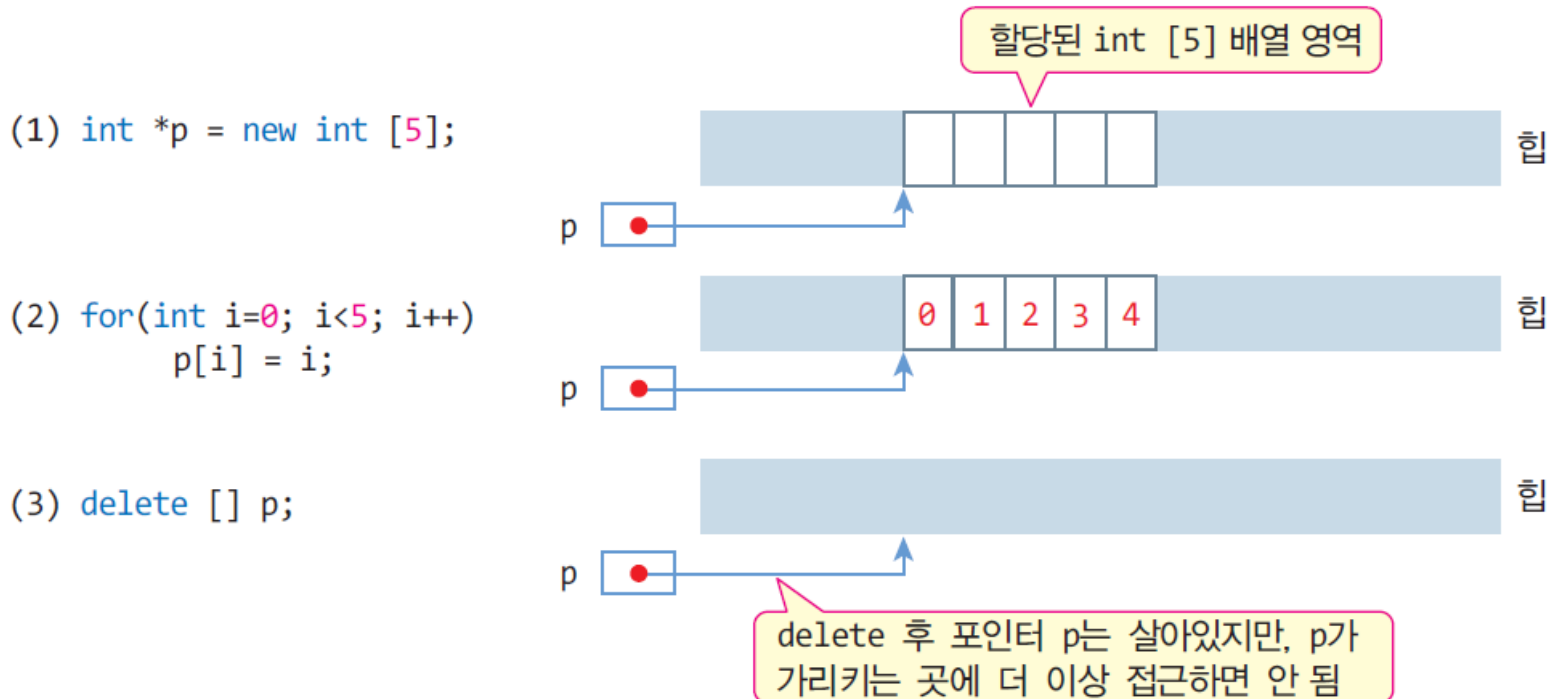 할당된 int [5] 배열 영역
(1) int *p = new int [5];
힙
p
(2) for(int i=0; i<5; i++)
p[i] = i;
0 1 2 3 4
힙
p
(3) delete [] p;
힙
p
delete 후 포인터 p는 살아있지만, p가
가리키는 곳에 더 이상 접근하면 안 됨